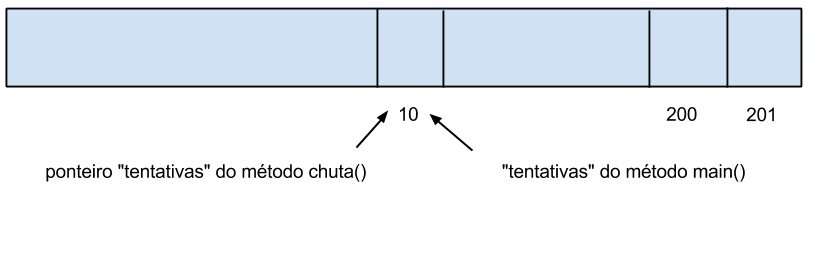 10 200 201
ponteiro "tentativas" do método chuta() "tentativas" do método main()